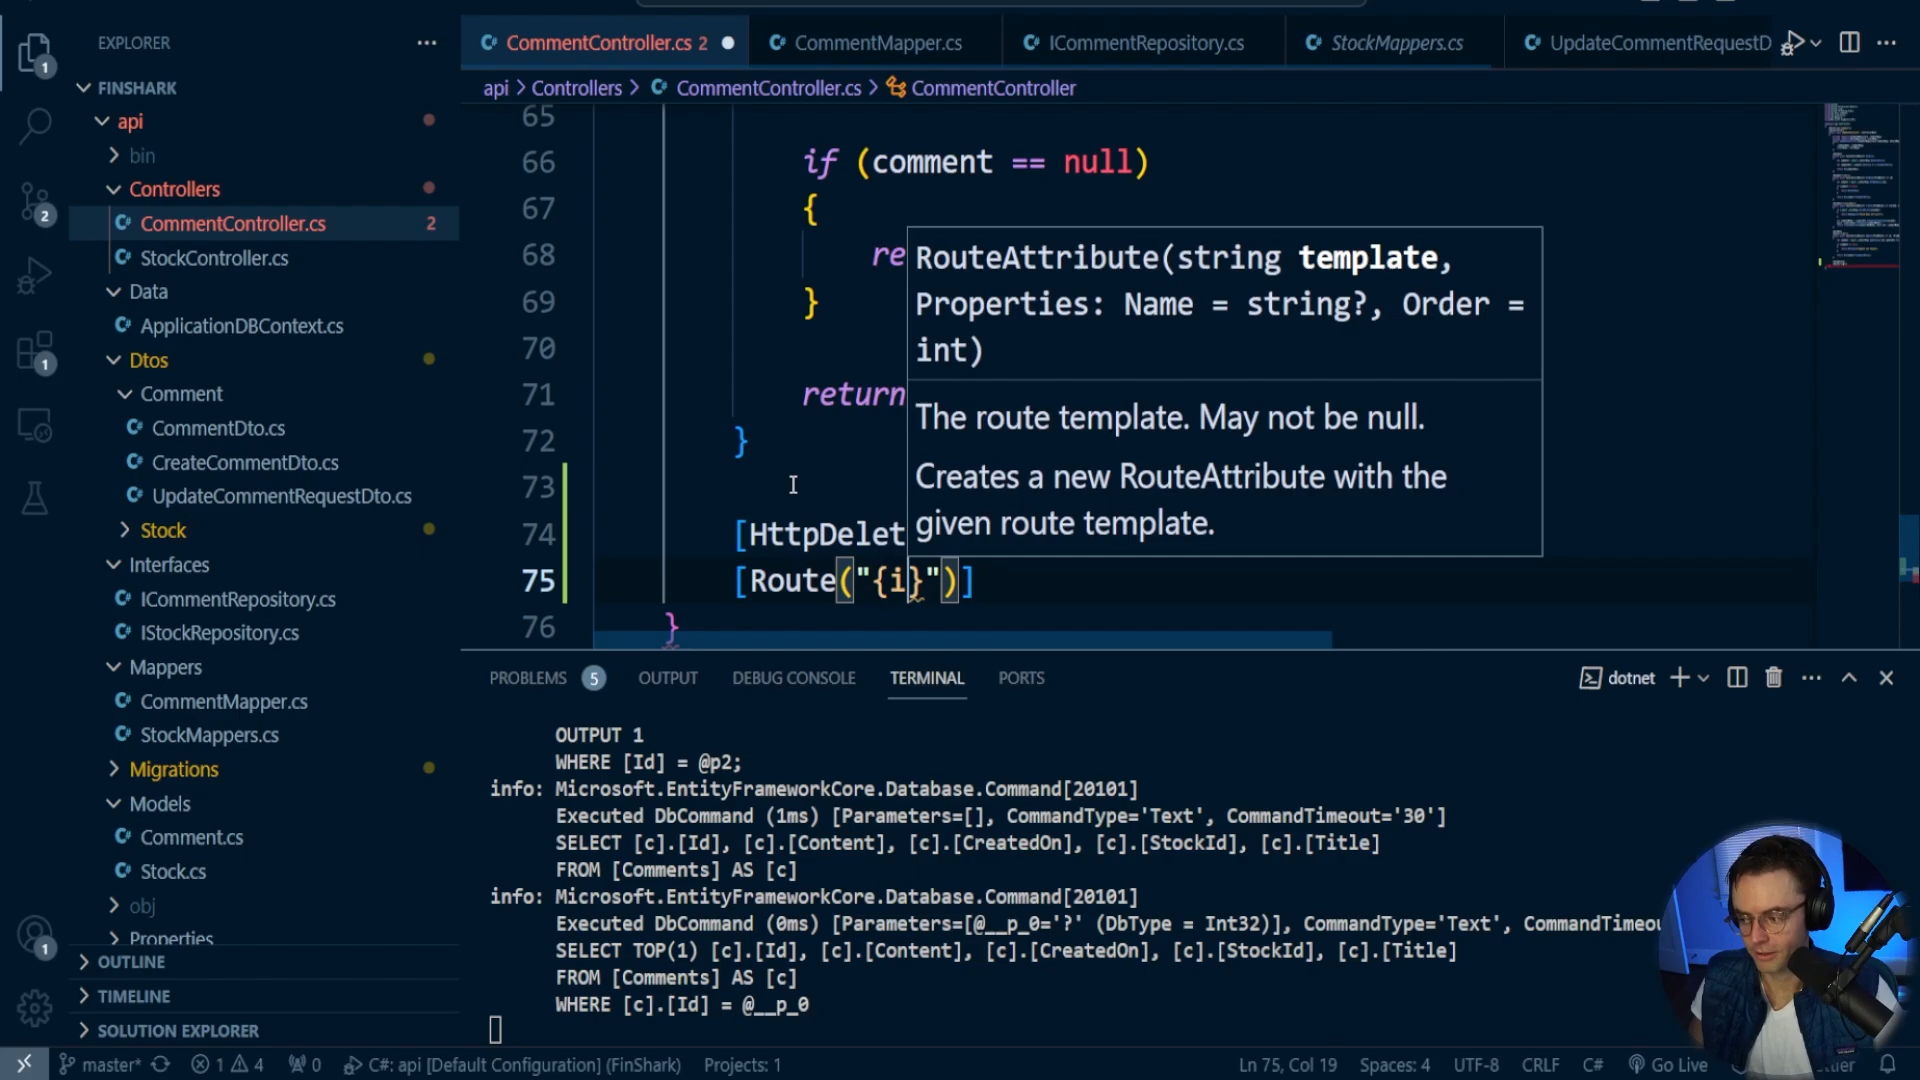 EXPLORER
1
FINSHARK
api
bin
Controllers
CommentController.cs 2
StockController.cs
2
Data
ApplicationDBContext.cs
Dtos
1
Comment
CommentDto.cs
CreateCommentDto.cs
UpdateCommentRequestDto.cs
Stock
Interfaces
ICommentRepository.cs
IStockRepository.cs
Mappers
CommentMapper.cs
StockMappers.cs
Migrations
Models
Comment.cs
Stock.cs
obj
Properties
1
OUTLINE
TIMELINE
SOLUTION EXPLORER
CommentController.cs 2 CommentMapper.cs ICommentRepository.cs StockMappers.cs UpdateCommentRequestD
api > Controllers > CommentController.cs > CommentController
65
66 if (comment == null)
67 {
68 re
69 }
70
71 return
72 }
73
74 [HttpDelet
75 [Route("{i}")]
76 }
RouteAttribute(string template,
Properties: Name = string?, Order =
int)
The route template. May not be null.
Creates a new RouteAttribute with the
given route template.
PROBLEMS 5 OUTPUT DEBUG CONSOLE TERMINAL PORTS dotnet
OUTPUT 1
WHERE [Id] = @p2;
info: Microsoft.EntityFrameworkCore.Database.Command[20101]
Executed DbCommand (1ms) [Parameters=[], CommandType='Text', CommandTimeout='30']
SELECT [c].[Id], [c].[Content], [c].[CreatedOn], [c].[StockId], [c].[Title]
FROM [Comments] AS [c]
info: Microsoft.EntityFrameworkCore.Database.Command[20101]
Executed DbCommand (0ms) [Parameters=[@__p_0='?' (DbType = Int32)], CommandType='Text', CommandTimeou
SELECT TOP(1) [c].[Id], [c].[Content], [c].[CreatedOn], [c].[StockId], [c].[Title]
FROM [Comments] AS [c]
WHERE [c].[Id] = @__p_0
master* 1 4 0 C#: api [Default Configuration] (FinShark) Projects: 1 Ln 75, Col 19 Spaces: 4 UTF-8 CRLF C# Go Live